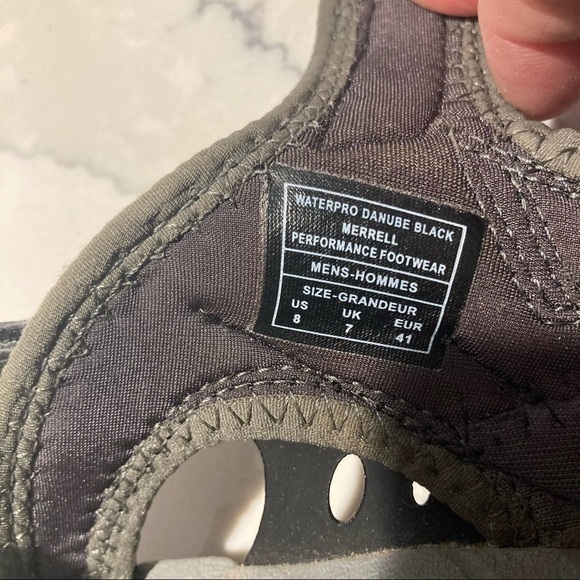 WATERPRO DANUBE BLACK
MERRELL
PERFORMANCE FOOTWEAR
MENS-HOMMES
SIZE-GRANDEUR
US UK EUR
8 7 41